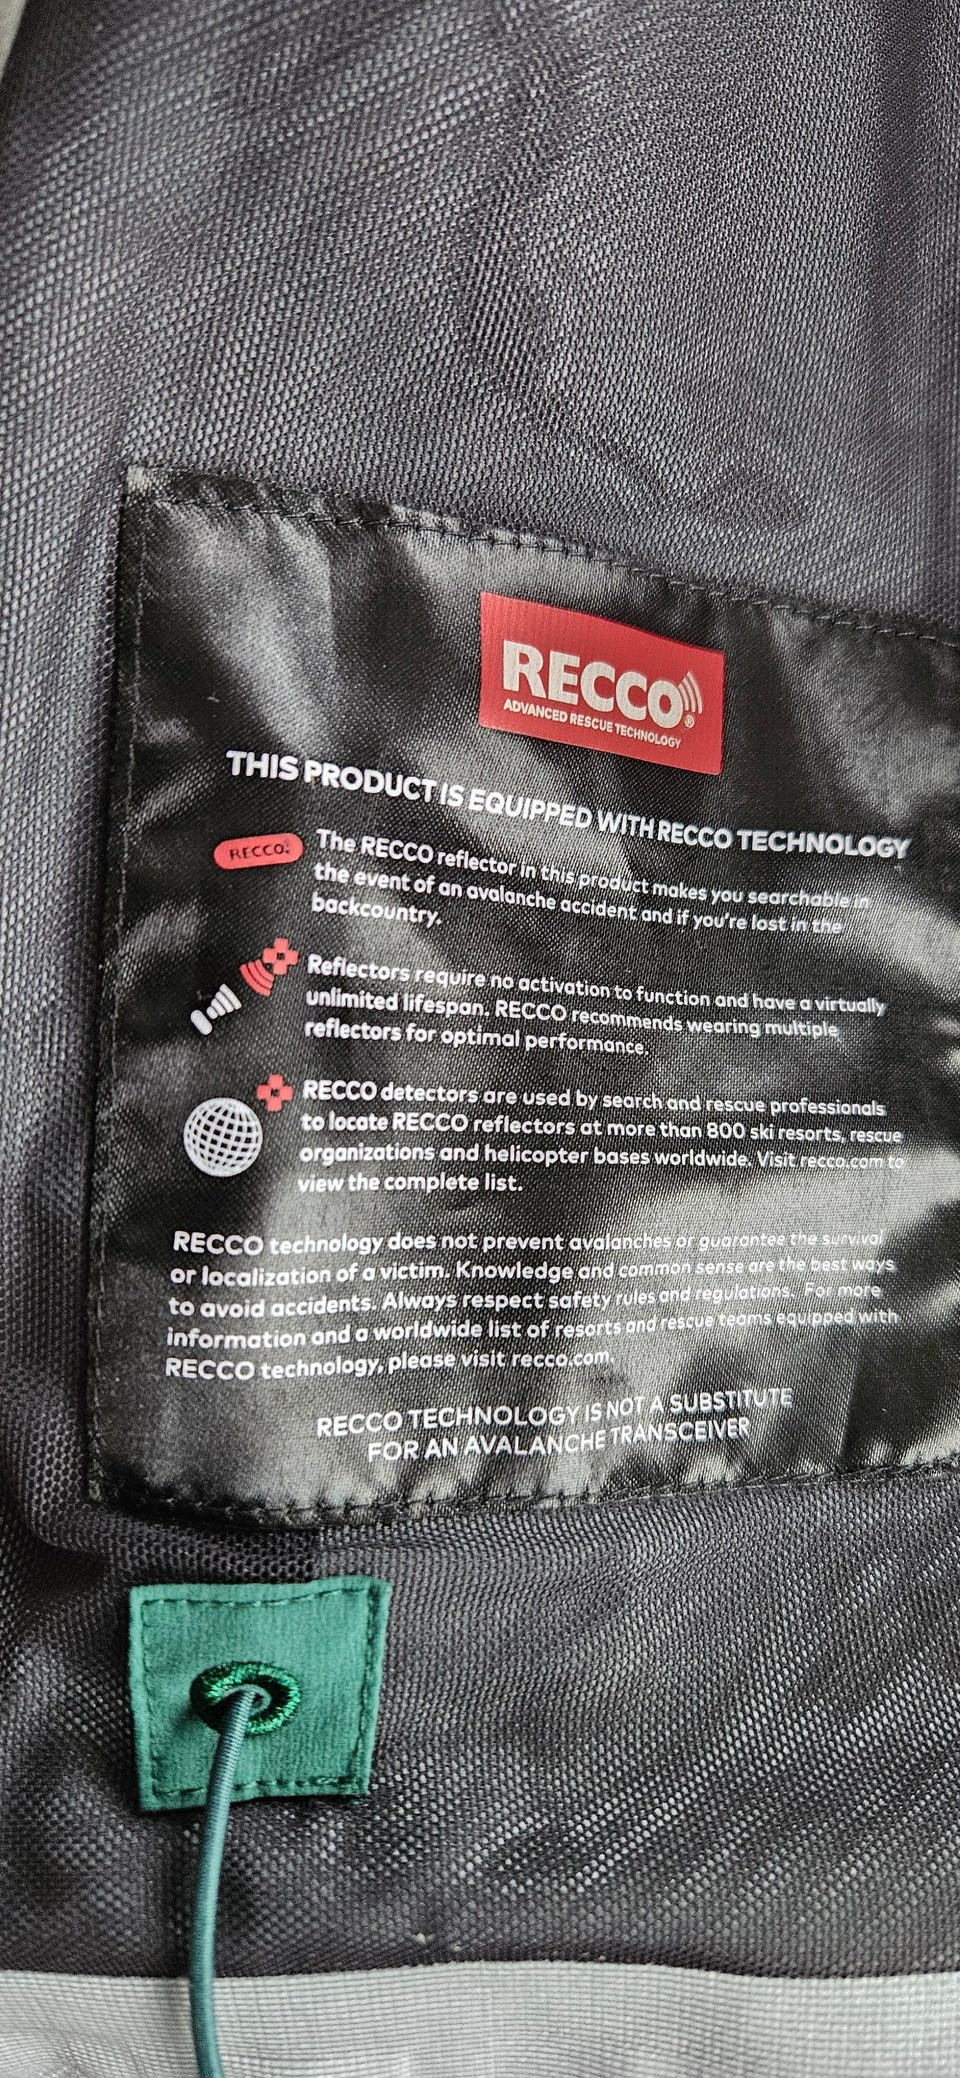 RECCO®
ADVANCED RESCUE TECHNOLOGY
THIS PRODUCT IS EQUIPPED WITH RECCO TECHNOLOGY
RECCO
The RECCO reflector in this product makes you searchable in
the event of an avalanche accident and if you're lost in the
backcountry.
Reflectors require no activation to function and have a virtually
unlimited lifespan. RECCO recommends wearing multiple
reflectors for optimal performance.
RECCO detectors are used by search and rescue professionals
to locate RECCO reflectors at more than 800 ski resorts, rescue
organizations and helicopter bases worldwide. Visit recco.com to
view the complete list.
RECCO technology does not prevent avalanches or guarantee the survival
or localization of a victim. Knowledge and common sense are the best ways
to avoid accidents. Always respect safety rules and regulations. For more
information and a worldwide list of resorts and rescue teams equipped with
RECCO technology, please visit recco.com.
RECCO TECHNOLOGY IS NOT A SUBSTITUTE
FOR AN AVALANCHE TRANSCEIVER